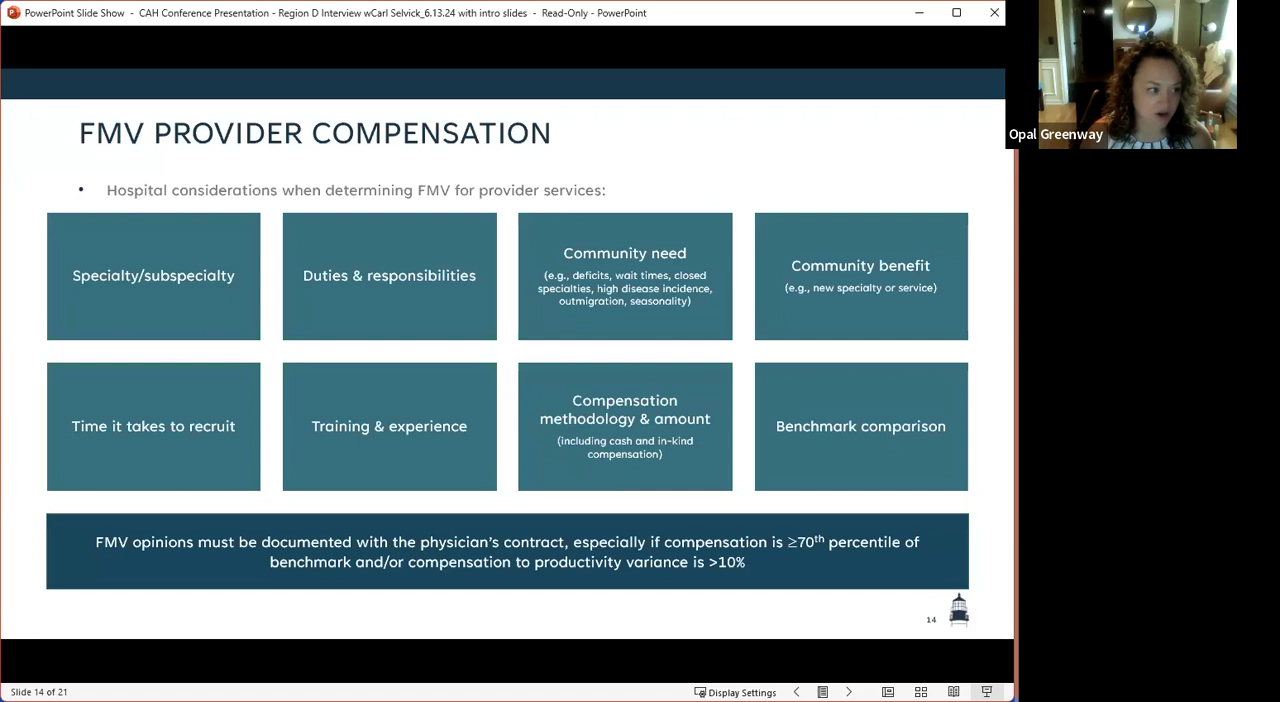 PowerPoint Slide Show - CAH Conference Presentation - Region D Interview wCarl Selvick_6.13.24 with intro slides - Read-Only - PowerPoint
Opal Greenway
FMV PROVIDER COMPENSATION
• Hospital considerations when determining FMV for provider services:
Specialty/subspecialty
Duties & responsibilities
Community need
(e.g., deficits, wait times, closed
specialties, high disease incidence,
outmigration, seasonality)
Community benefit
(e.g., new specialty or service)
Time it takes to recruit
Training & experience
Compensation
methodology & amount
(including cash and in-kind
compensation)
Benchmark comparison
FMV opinions must be documented with the physician's contract, especially if compensation is ≥70th percentile of
benchmark and/or compensation to productivity variance is >10%
14
Slide 14 of 21
Display Settings